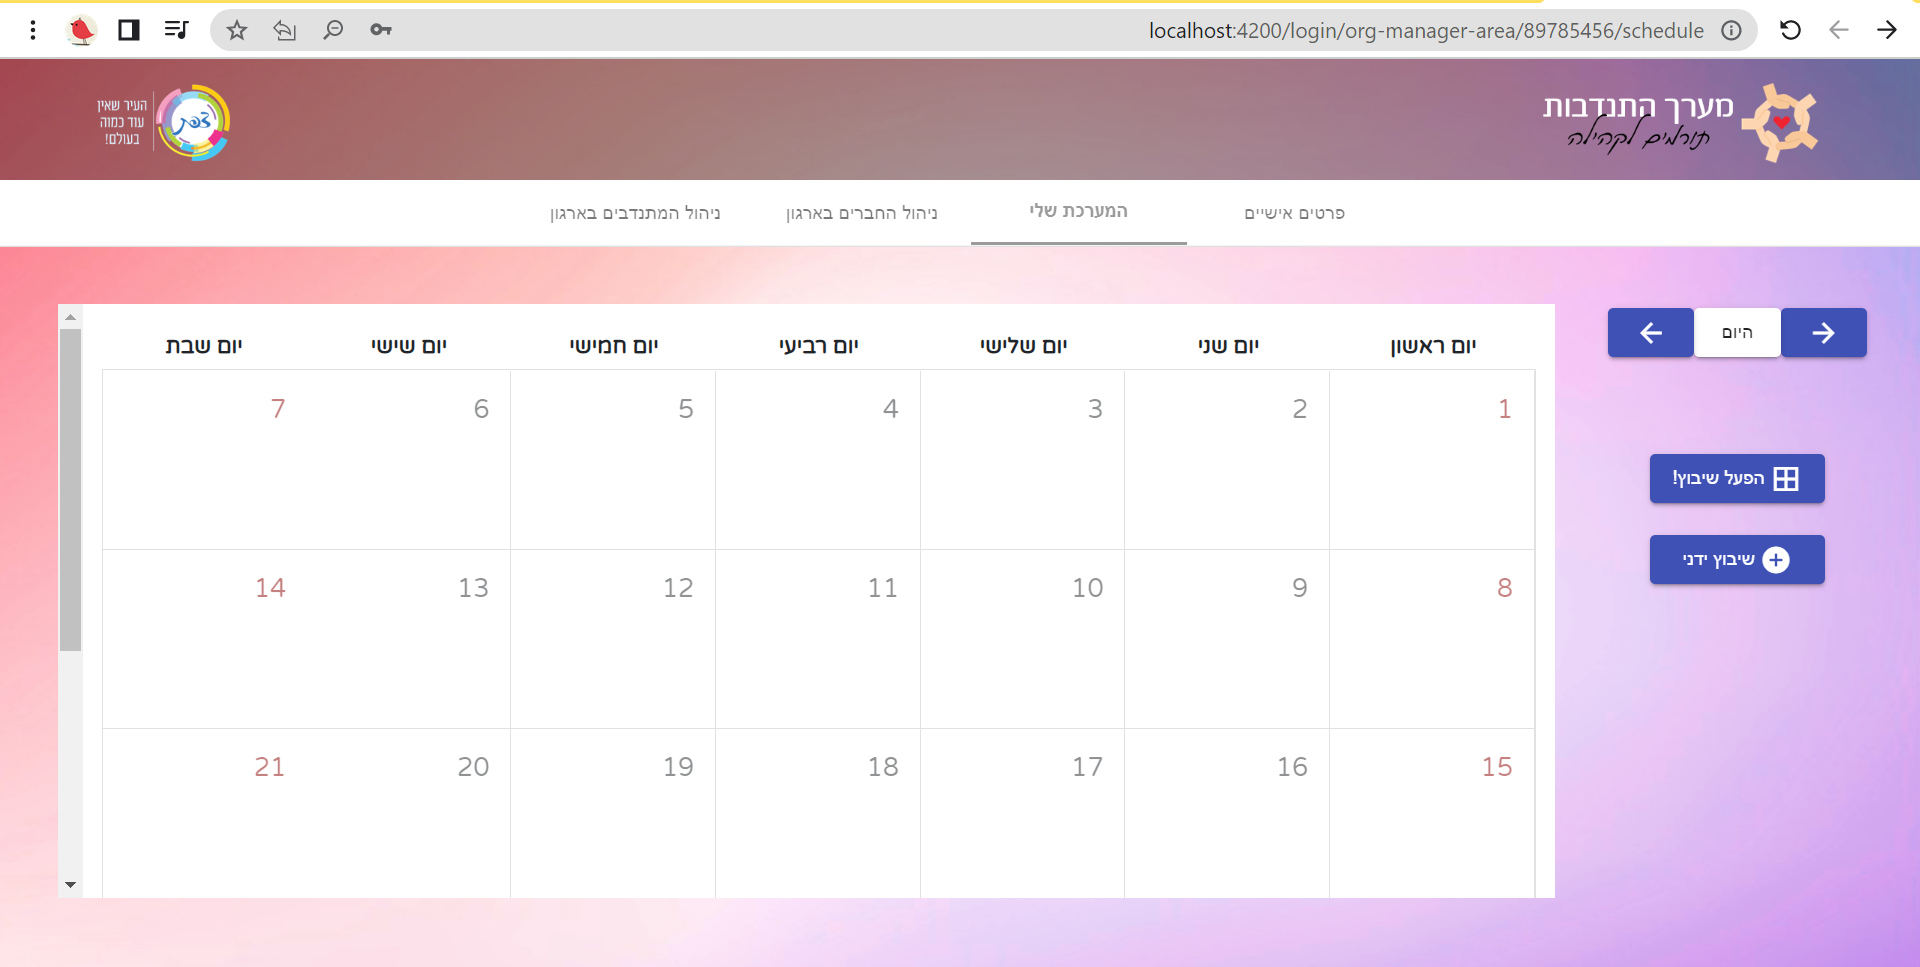 localhost:4200/login/org-manager-area/89785456/schedule
מערך התנדבות
תורמים לקהילה
העיר שאין
עוד כמוה
בעולם!
צפת
פרטים אישיים
המערכת שלי
ניהול החברים בארגון
ניהול המתנדבים בארגון
היום
הפעל שיבוץ!
שיבוץ ידני
יום ראשון יום שני יום שלישי יום רביעי יום חמישי יום שישי יום שבת
1 2 3 4 5 6 7
8 9 10 11 12 13 14
15 16 17 18 19 20 21